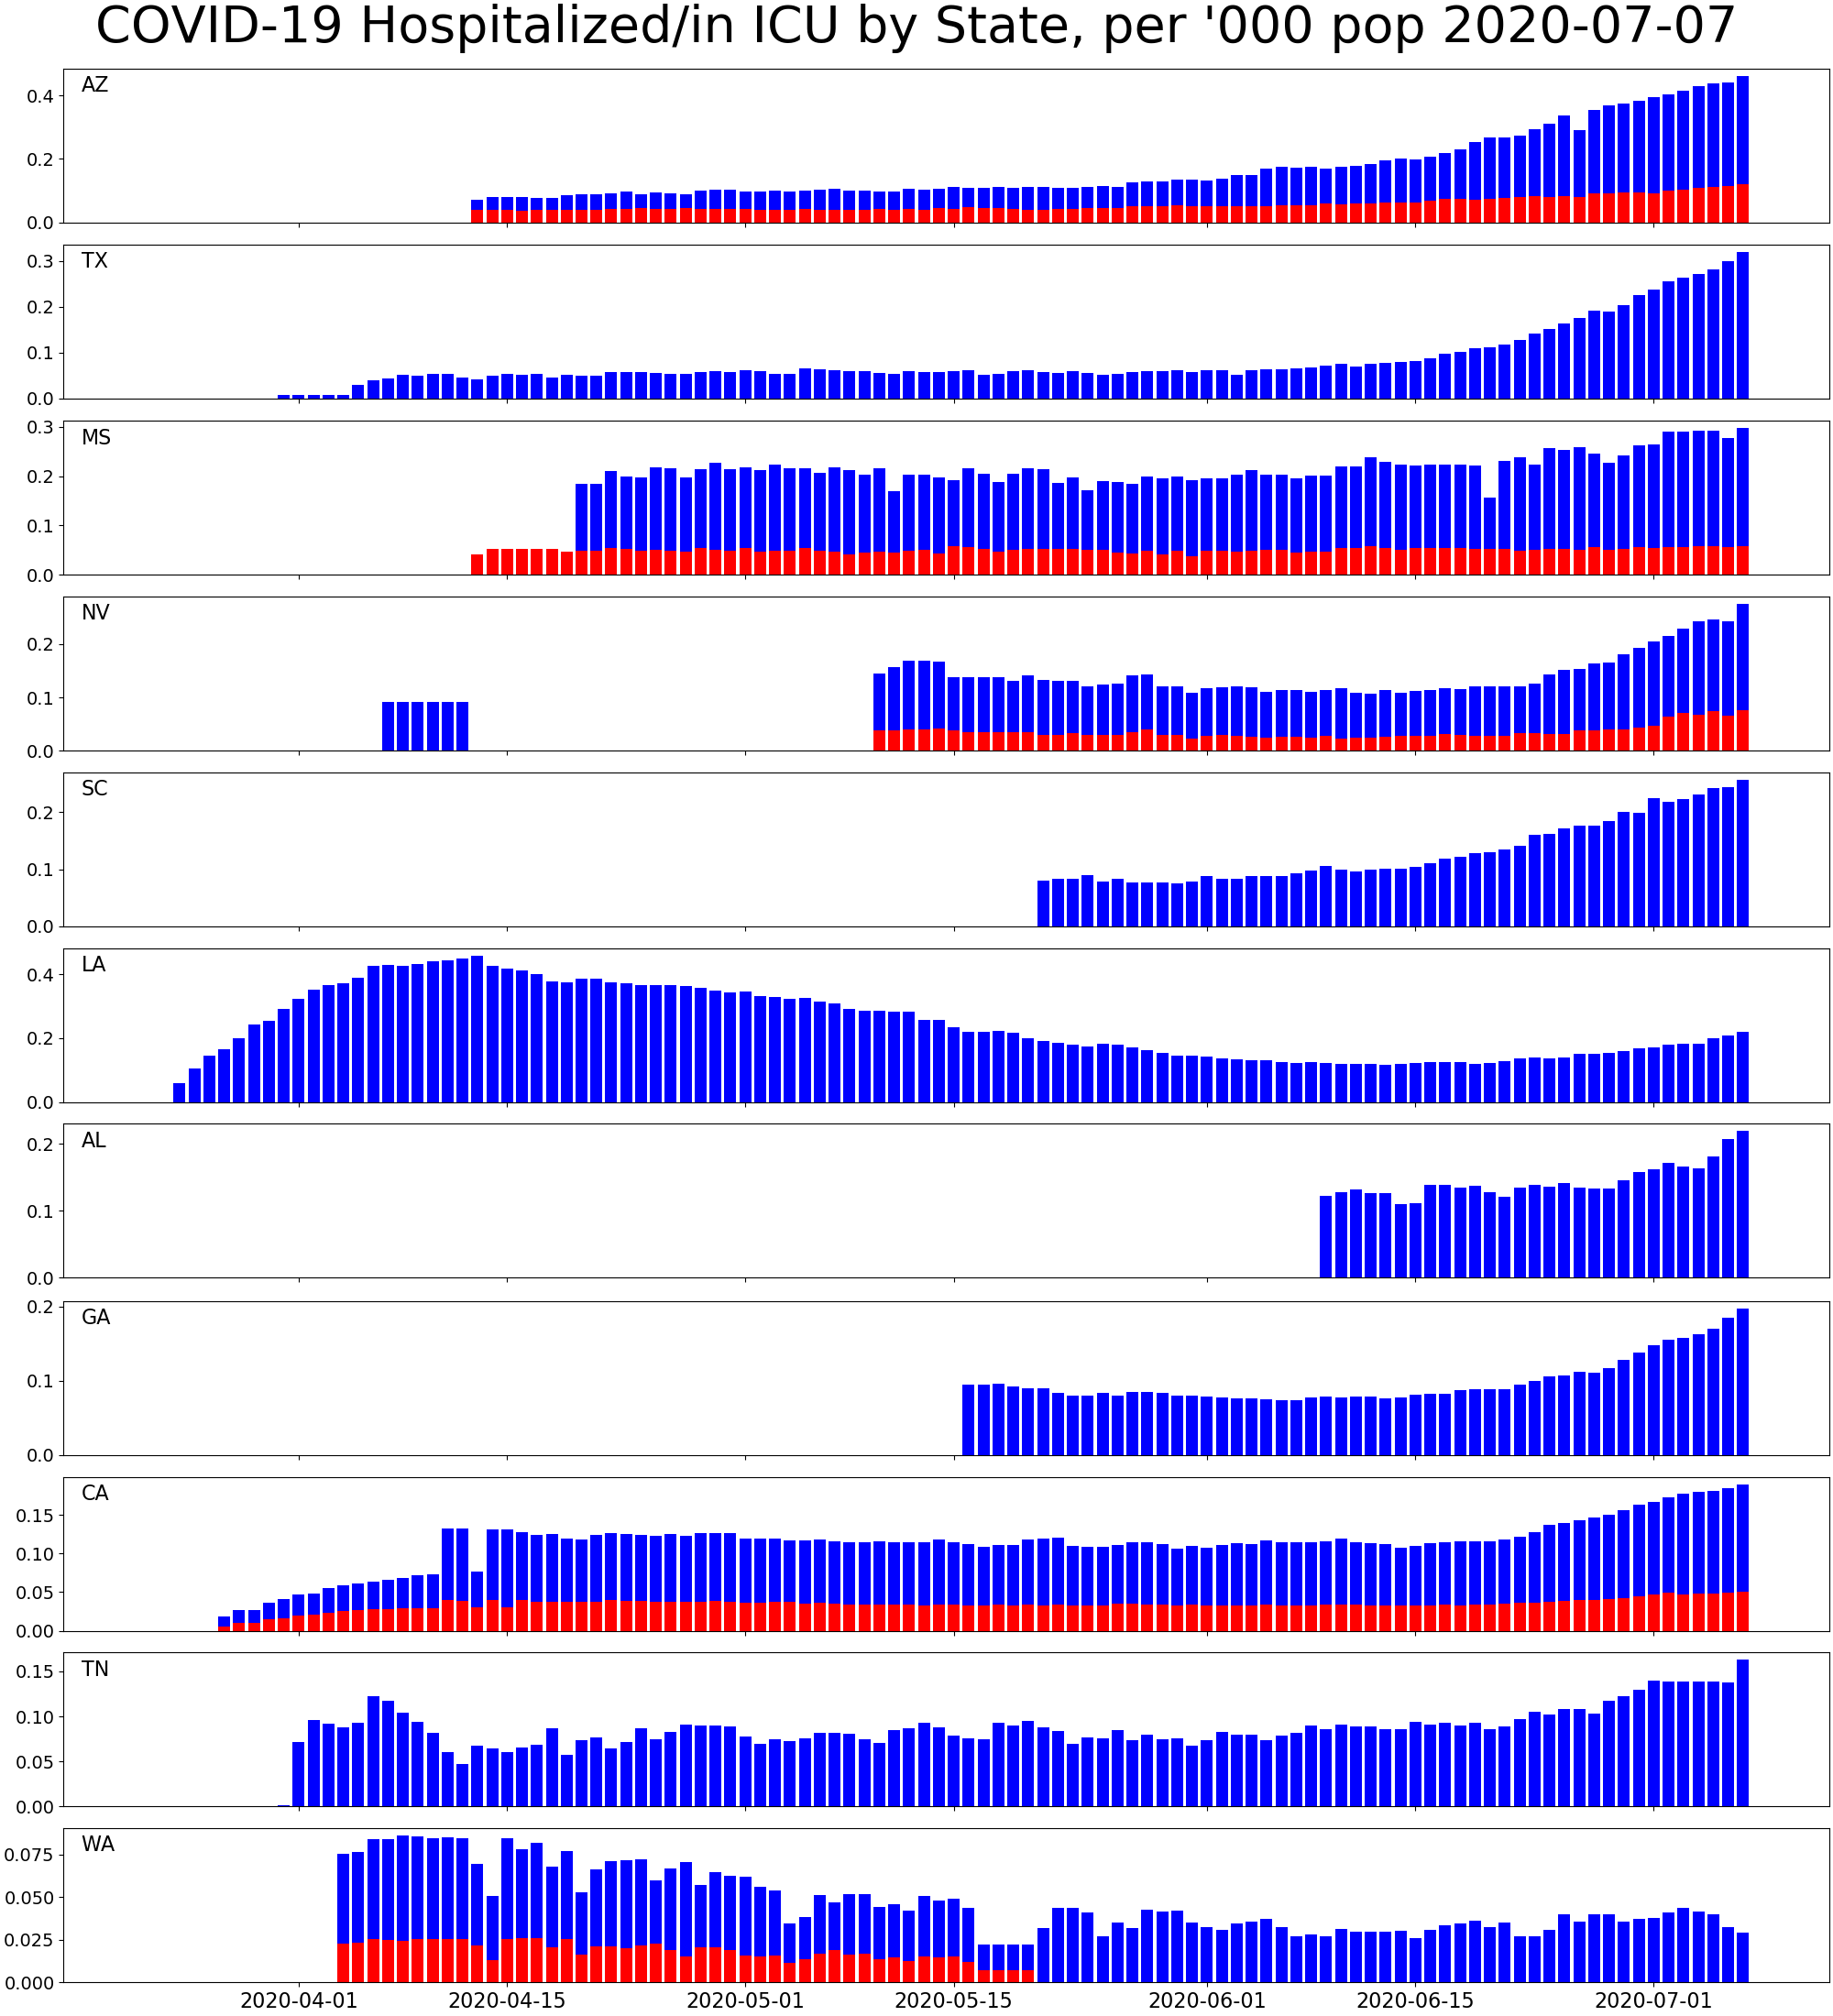 COVID-19 Hospitalized/in ICU by State, per '000 pop 2020-07-07
AZ
0.4
0.2
0.0
TX
0.3
0.2
0.1
0.0
MS
0.3
0.2
0.1
0.0
NV
0.2
0.1
0.0
SC
0.2
0.1
0.0
LA
0.4
0.2
0.0
AL
0.2
0.1
0.0
GA
0.2
0.1
0.0
CA
0.15
0.10
0.05
0.00
TN
0.15
0.10
0.05
0.00
WA
0.075
0.050
0.025
0.000
2020-04-01 2020-04-15 2020-05-01 2020-05-15 2020-06-01 2020-06-15 2020-07-01